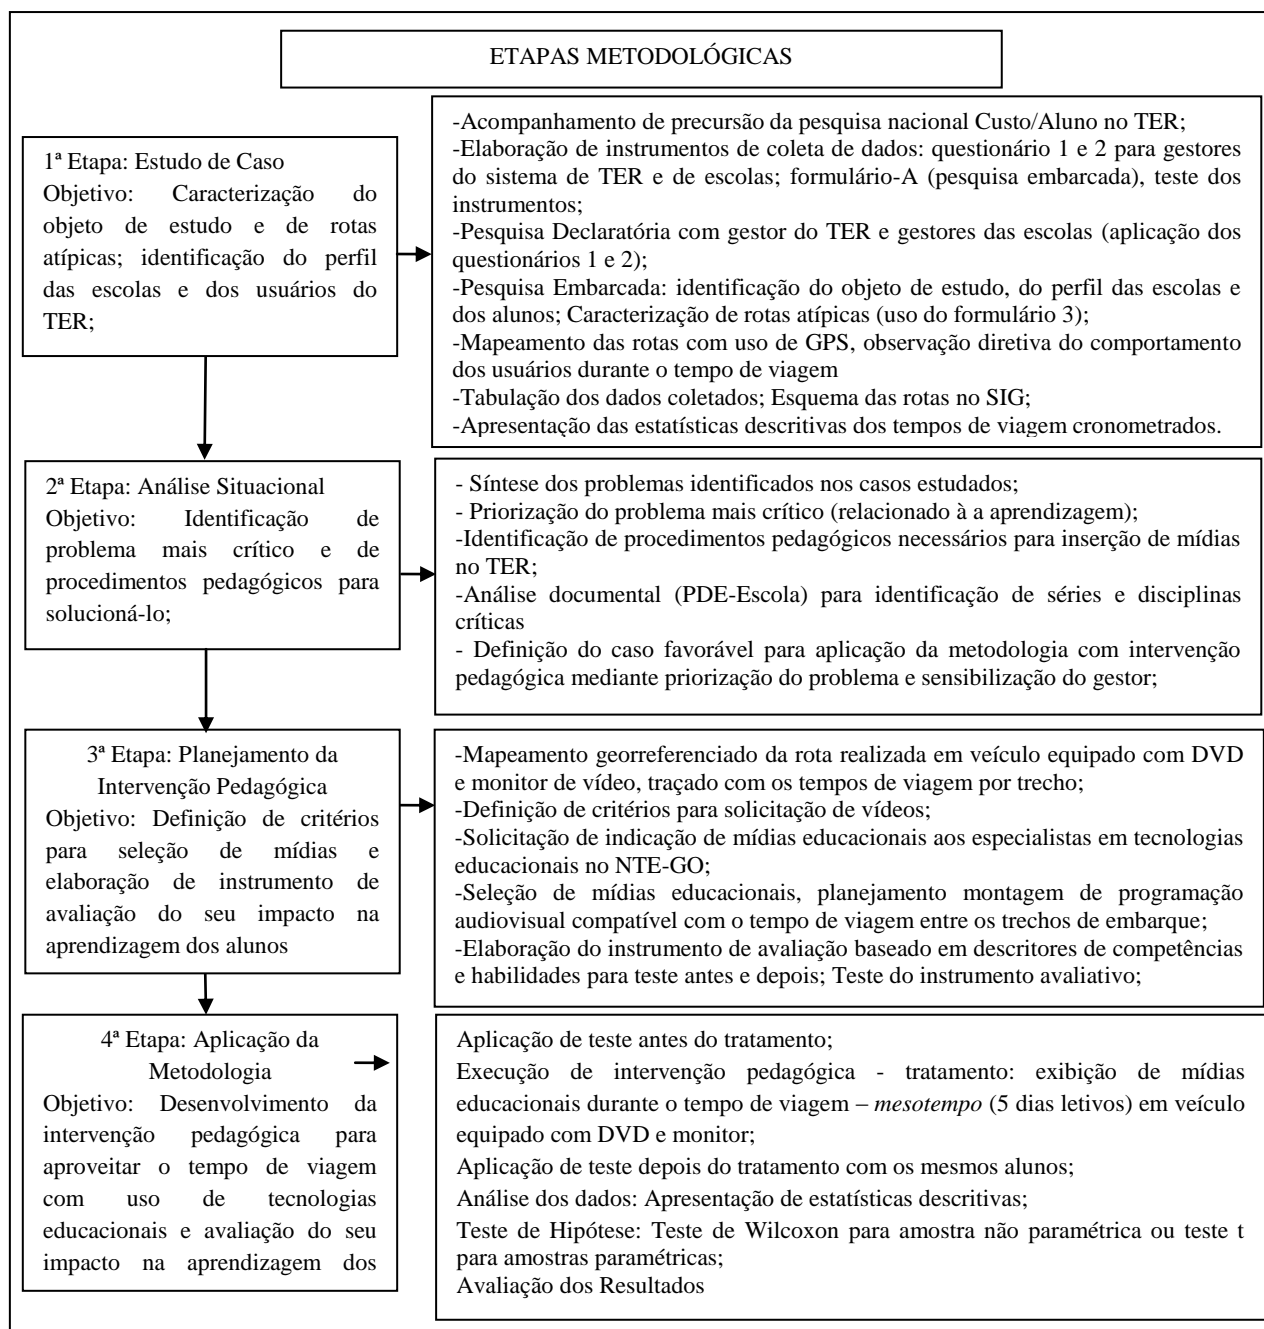 ETAPAS METODOLÓGICAS
1ª Etapa: Estudo de Caso
Objetivo: Caracterização do
objeto de estudo e de rotas
atípicas; identificação do perfil
das escolas e dos usuários do
TER;
-Acompanhamento de precursão da pesquisa nacional Custo/Aluno no TER;
-Elaboração de instrumentos de coleta de dados: questionário 1 e 2 para gestores
do sistema de TER e de escolas; formulário-A (pesquisa embarcada), teste dos
instrumentos;
-Pesquisa Declaratória com gestor do TER e gestores das escolas (aplicação dos
questionários 1 e 2);
-Pesquisa Embarcada: identificação do objeto de estudo, do perfil das escolas e
dos alunos; Caracterização de rotas atípicas (uso do formulário 3);
-Mapeamento das rotas com uso de GPS, observação diretiva do comportamento
dos usuários durante o tempo de viagem
-Tabulação dos dados coletados; Esquema das rotas no SIG;
-Apresentação das estatísticas descritivas dos tempos de viagem cronometrados.
2ª Etapa: Análise Situacional
Objetivo: Identificação de
problema mais crítico e de
procedimentos pedagógicos para
solucioná-lo;
- Síntese dos problemas identificados nos casos estudados;
- Priorização do problema mais crítico (relacionado à a aprendizagem);
-Identificação de procedimentos pedagógicos necessários para inserção de mídias
no TER;
-Análise documental (PDE-Escola) para identificação de séries e disciplinas
críticas
- Definição do caso favorável para aplicação da metodologia com intervenção
pedagógica mediante priorização do problema e sensibilização do gestor;
3ª Etapa: Planejamento da
Intervenção Pedagógica
Objetivo: Definição de critérios
para seleção de mídias e
elaboração de instrumento de
avaliação do seu impacto na
aprendizagem dos alunos
-Mapeamento georreferenciado da rota realizada em veículo equipado com DVD
e monitor de vídeo, traçado com os tempos de viagem por trecho;
-Definição de critérios para solicitação de vídeos;
-Solicitação de indicação de mídias educacionais aos especialistas em tecnologias
educacionais no NTE-GO;
-Seleção de mídias educacionais, planejamento montagem de programação
audiovisual compatível com o tempo de viagem entre os trechos de embarque;
-Elaboração do instrumento de avaliação baseado em descritores de competências
e habilidades para teste antes e depois; Teste do instrumento avaliativo;
4ª Etapa: Aplicação da
Metodologia
Objetivo: Desenvolvimento da
intervenção pedagógica para
aproveitar o tempo de viagem
com uso de tecnologias
educacionais e avaliação do seu
impacto na aprendizagem dos
Aplicação de teste antes do tratamento;
Execução de intervenção pedagógica - tratamento: exibição de mídias
educacionais durante o tempo de viagem – mesotempo (5 dias letivos) em veículo
equipado com DVD e monitor;
Aplicação de teste depois do tratamento com os mesmos alunos;
Análise dos dados: Apresentação de estatísticas descritivas;
Teste de Hipótese: Teste de Wilcoxon para amostra não paramétrica ou teste t
para amostras paramétricas;
Avaliação dos Resultados